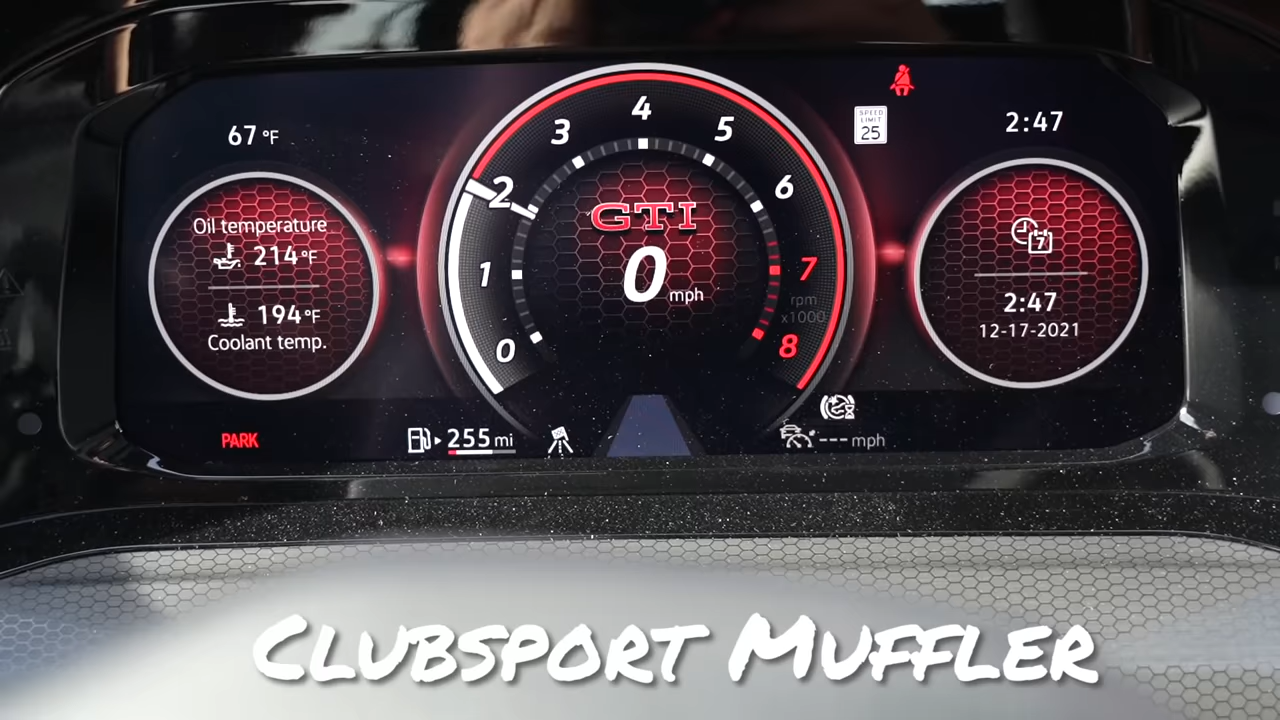 67 °F
SPEED
LIMIT
25
2:47
Oil temperature
214°F
194°F
Coolant temp.
0
1
2
3
4
5
6
7
8
rpm
x1000
GTI
0 mph
7
2:47
12-17-2021
PARK
255 mi
--- mph
Clubsport Muffler